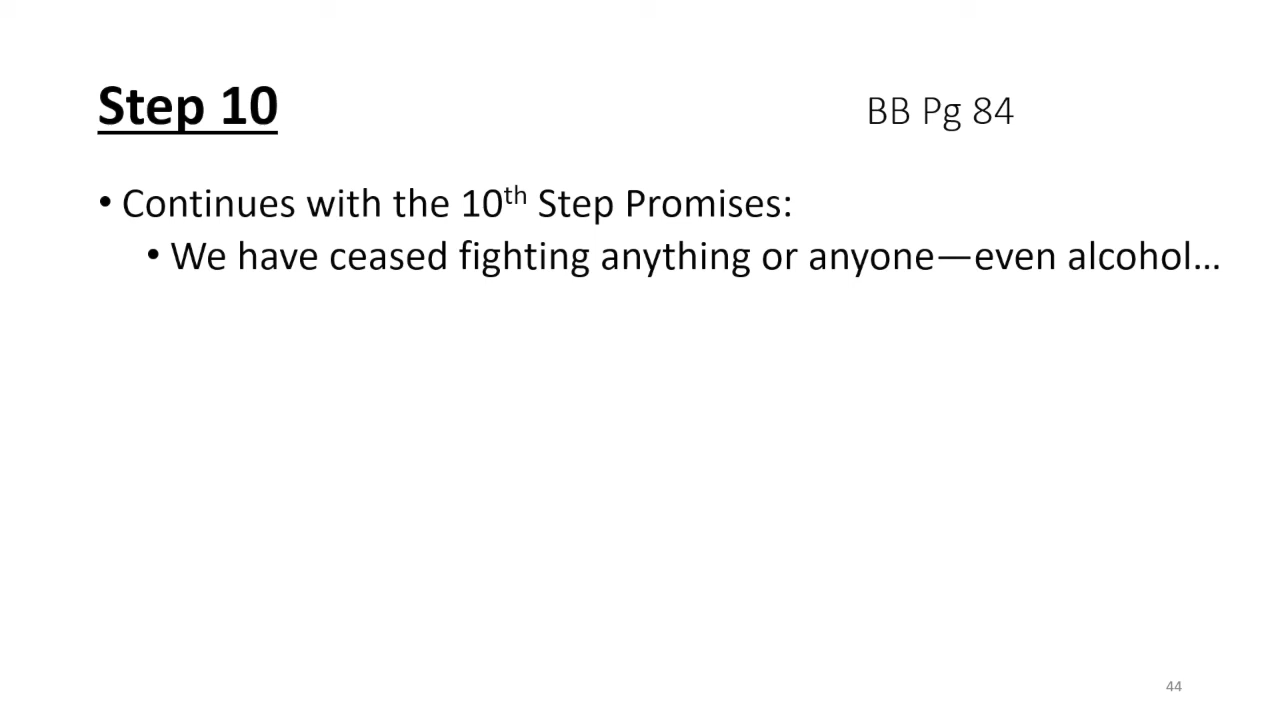 Step 10
BB Pg 84
• Continues with the 10th Step Promises:
• We have ceased fighting anything or anyone—even alcohol…
44